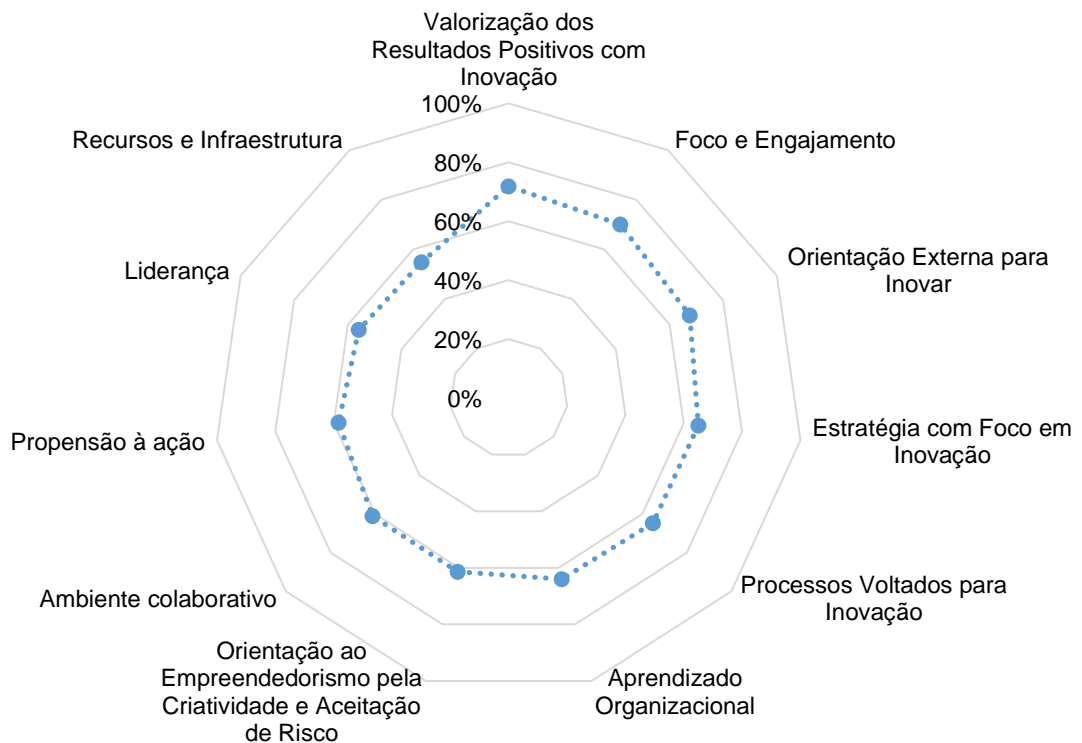 Valorização dos
Resultados Positivos com
Inovação
100%
80%
60%
40%
20%
0%
Foco e Engajamento
Orientação Externa para
Inovar
Estratégia com Foco em
Inovação
Processos Voltados para
Inovação
Aprendizado
Organizacional
Orientação ao
Empreendedorismo pela
Criatividade e Aceitação
de Risco
Ambiente colaborativo
Propensão à ação
Liderança
Recursos e Infraestrutura